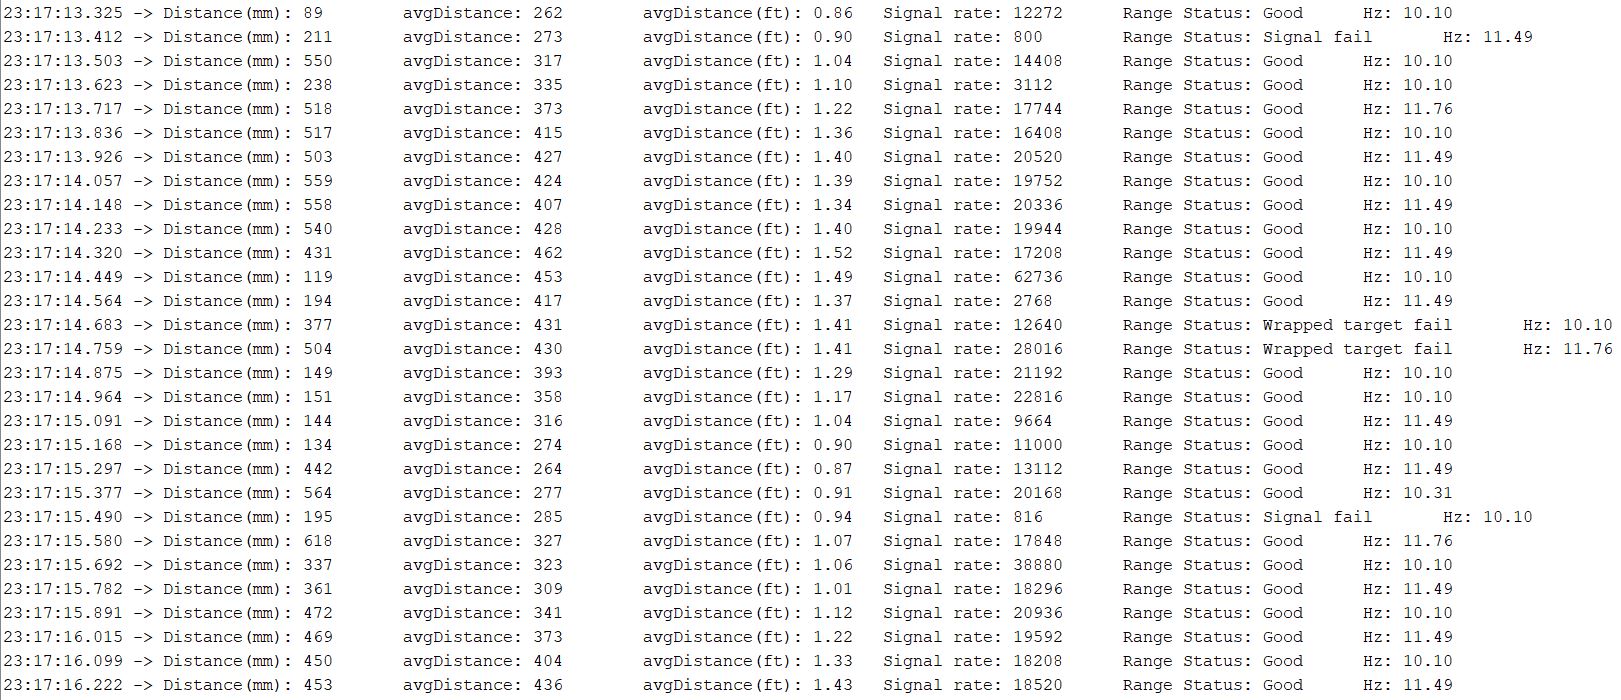 23:17:13.325 -> Distance(mm): 89 avgDistance: 262 avgDistance(ft): 0.86 Signal rate: 12272 Range Status: Good Hz: 10.10
23:17:13.412 -> Distance(mm): 211 avgDistance: 273 avgDistance(ft): 0.90 Signal rate: 800 Range Status: Signal fail Hz: 11.49
23:17:13.503 -> Distance(mm): 550 avgDistance: 317 avgDistance(ft): 1.04 Signal rate: 14408 Range Status: Good Hz: 10.10
23:17:13.623 -> Distance(mm): 238 avgDistance: 335 avgDistance(ft): 1.10 Signal rate: 3112 Range Status: Good Hz: 10.10
23:17:13.717 -> Distance(mm): 518 avgDistance: 373 avgDistance(ft): 1.22 Signal rate: 17744 Range Status: Good Hz: 11.76
23:17:13.836 -> Distance(mm): 517 avgDistance: 415 avgDistance(ft): 1.36 Signal rate: 16408 Range Status: Good Hz: 10.10
23:17:13.926 -> Distance(mm): 503 avgDistance: 427 avgDistance(ft): 1.40 Signal rate: 20520 Range Status: Good Hz: 11.49
23:17:14.057 -> Distance(mm): 559 avgDistance: 424 avgDistance(ft): 1.39 Signal rate: 19752 Range Status: Good Hz: 10.10
23:17:14.148 -> Distance(mm): 558 avgDistance: 407 avgDistance(ft): 1.34 Signal rate: 20336 Range Status: Good Hz: 11.49
23:17:14.233 -> Distance(mm): 540 avgDistance: 428 avgDistance(ft): 1.40 Signal rate: 19944 Range Status: Good Hz: 10.10
23:17:14.320 -> Distance(mm): 431 avgDistance: 462 avgDistance(ft): 1.52 Signal rate: 17208 Range Status: Good Hz: 11.49
23:17:14.449 -> Distance(mm): 119 avgDistance: 453 avgDistance(ft): 1.49 Signal rate: 62736 Range Status: Good Hz: 10.10
23:17:14.564 -> Distance(mm): 194 avgDistance: 417 avgDistance(ft): 1.37 Signal rate: 2768 Range Status: Good Hz: 11.49
23:17:14.683 -> Distance(mm): 377 avgDistance: 431 avgDistance(ft): 1.41 Signal rate: 12640 Range Status: Wrapped target fail Hz: 10.10
23:17:14.759 -> Distance(mm): 504 avgDistance: 430 avgDistance(ft): 1.41 Signal rate: 28016 Range Status: Wrapped target fail Hz: 11.76
23:17:14.875 -> Distance(mm): 149 avgDistance: 393 avgDistance(ft): 1.29 Signal rate: 21192 Range Status: Good Hz: 10.10
23:17:14.964 -> Distance(mm): 151 avgDistance: 358 avgDistance(ft): 1.17 Signal rate: 22816 Range Status: Good Hz: 10.10
23:17:15.091 -> Distance(mm): 144 avgDistance: 316 avgDistance(ft): 1.04 Signal rate: 9664 Range Status: Good Hz: 11.49
23:17:15.168 -> Distance(mm): 134 avgDistance: 274 avgDistance(ft): 0.90 Signal rate: 11000 Range Status: Good Hz: 10.10
23:17:15.297 -> Distance(mm): 442 avgDistance: 264 avgDistance(ft): 0.87 Signal rate: 13112 Range Status: Good Hz: 11.49
23:17:15.377 -> Distance(mm): 564 avgDistance: 277 avgDistance(ft): 0.91 Signal rate: 20168 Range Status: Good Hz: 10.31
23:17:15.490 -> Distance(mm): 195 avgDistance: 285 avgDistance(ft): 0.94 Signal rate: 816 Range Status: Signal fail Hz: 10.10
23:17:15.580 -> Distance(mm): 618 avgDistance: 327 avgDistance(ft): 1.07 Signal rate: 17848 Range Status: Good Hz: 11.76
23:17:15.692 -> Distance(mm): 337 avgDistance: 323 avgDistance(ft): 1.06 Signal rate: 38880 Range Status: Good Hz: 10.10
23:17:15.782 -> Distance(mm): 361 avgDistance: 309 avgDistance(ft): 1.01 Signal rate: 18296 Range Status: Good Hz: 11.49
23:17:15.891 -> Distance(mm): 472 avgDistance: 341 avgDistance(ft): 1.12 Signal rate: 20936 Range Status: Good Hz: 10.10
23:17:16.015 -> Distance(mm): 469 avgDistance: 373 avgDistance(ft): 1.22 Signal rate: 19592 Range Status: Good Hz: 11.49
23:17:16.099 -> Distance(mm): 450 avgDistance: 404 avgDistance(ft): 1.33 Signal rate: 18208 Range Status: Good Hz: 10.10
23:17:16.222 -> Distance(mm): 453 avgDistance: 436 avgDistance(ft): 1.43 Signal rate: 18520 Range Status: Good Hz: 11.49